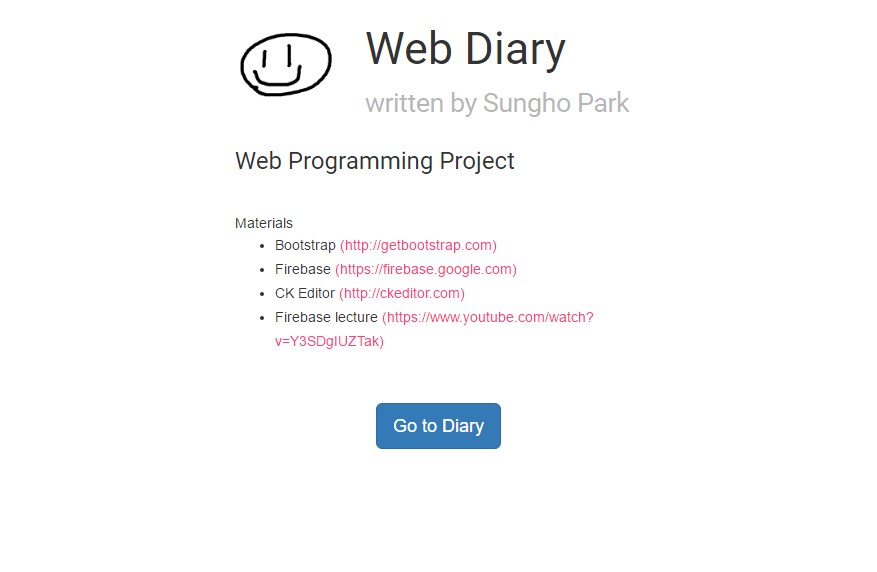 Web Diary
written by Sungho Park
Web Programming Project
Materials
Bootstrap (http://getbootstrap.com)
Firebase (https://firebase.google.com)
CK Editor (http://ckeditor.com)
Firebase lecture (https://www.youtube.com/watch?
v=Y3SDgIUZTak)
Go to Diary